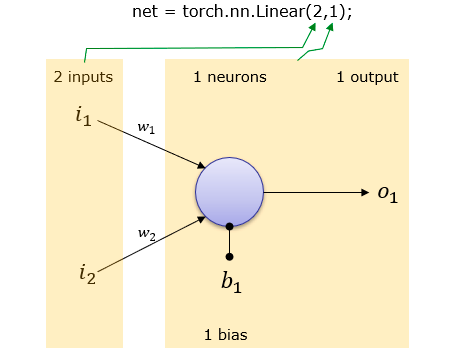 net = torch.nn.Linear(2,1);
2 inputs
1 neurons
1 output
i₁
w₁
o₁
w₂
i₂
b₁
1 bias